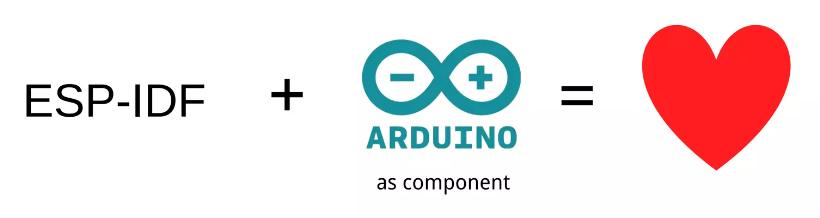 ESP-IDF + ARDUINO =
as component